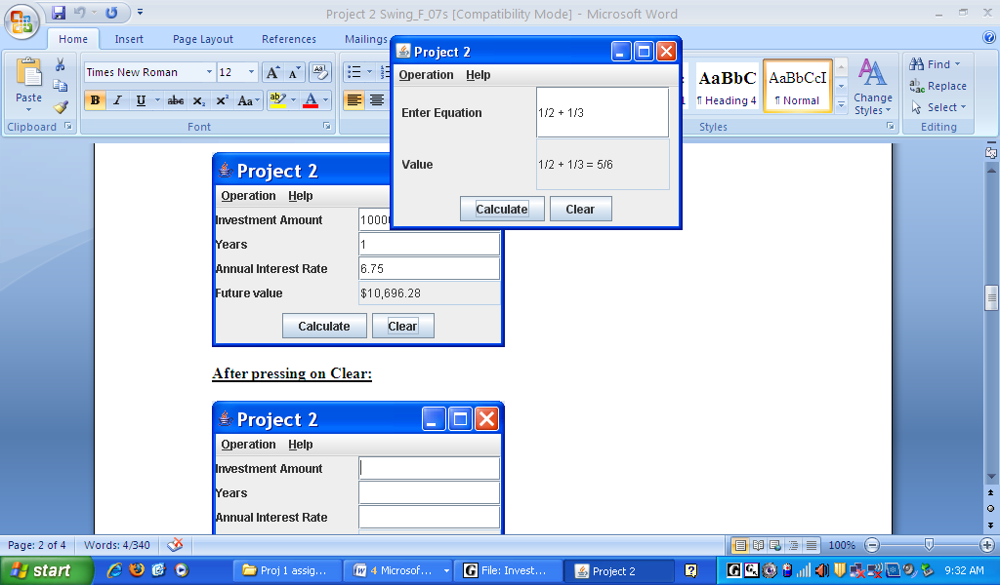 Project 2 Swing_F_07s [Compatibility Mode] - Microsoft Word
Home Insert Page Layout References Mailings
Paste
Clipboard
Times New Roman 12
B I U abc X₂ X² Aa
ab A
Font
AaBbC AaBbCcI
¶ Heading 4 ¶ Normal
Change
Styles
Styles
Find
Replace
Select
Editing
Project 2
Operation Help
Enter Equation 1/2 + 1/3
Value 1/2 + 1/3 = 5/6
Calculate Clear
Project 2
Operation Help
Investment Amount
Years 1
Annual Interest Rate 6.75
Future value $10,696.28
Calculate Clear
After pressing on Clear:
Project 2
Operation Help
Investment Amount
Years
Annual Interest Rate
Page: 2 of 4 Words: 4/340 100%
start Proj 1 assig... 4 Microsof... File: Invest... Project 2 9:32 AM